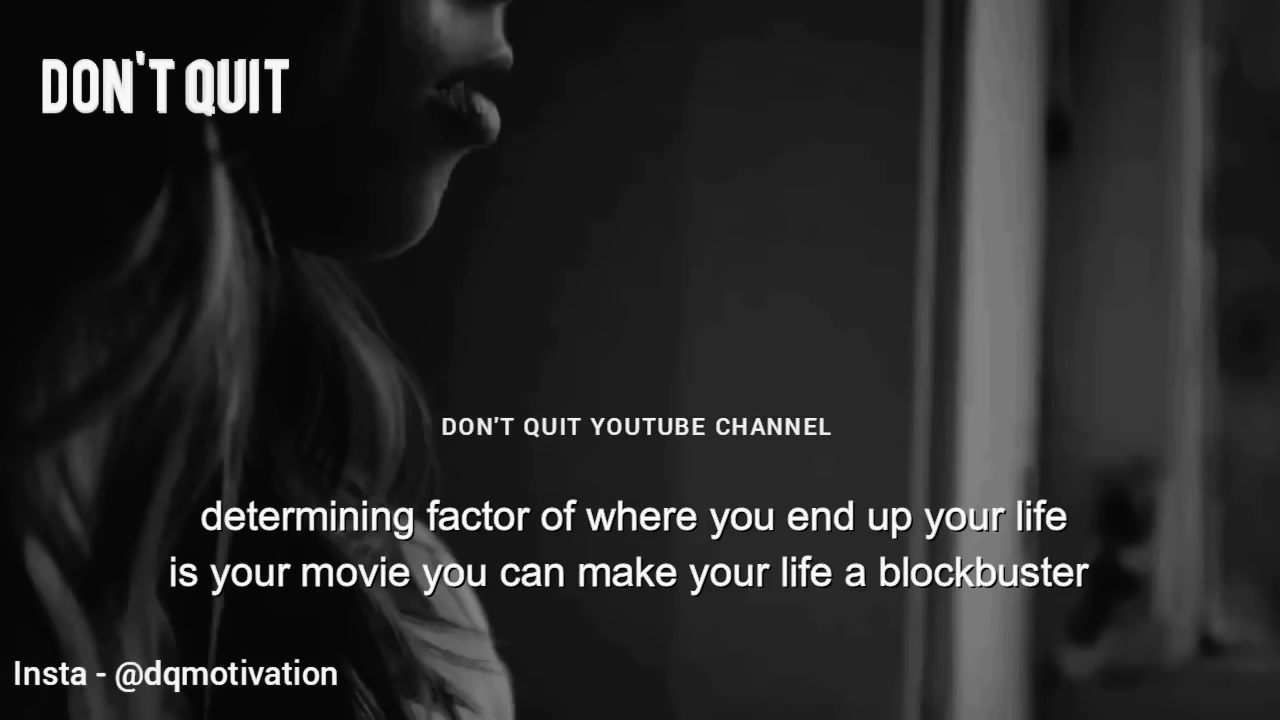 DON'T QUIT
DON'T QUIT YOUTUBE CHANNEL
determining factor of where you end up your life
is your movie you can make your life a blockbuster
Insta - @dqmotivation